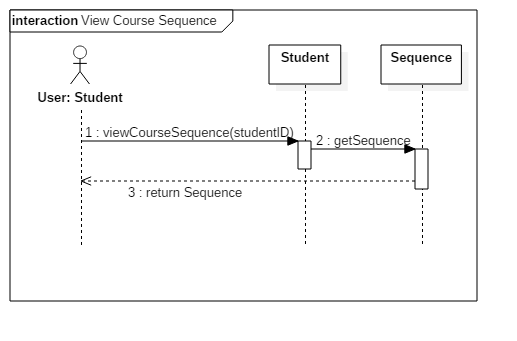 interaction View Course Sequence
User: Student
Student
Sequence
1 : viewCourseSequence(studentID)
2 : getSequence
3 : return Sequence